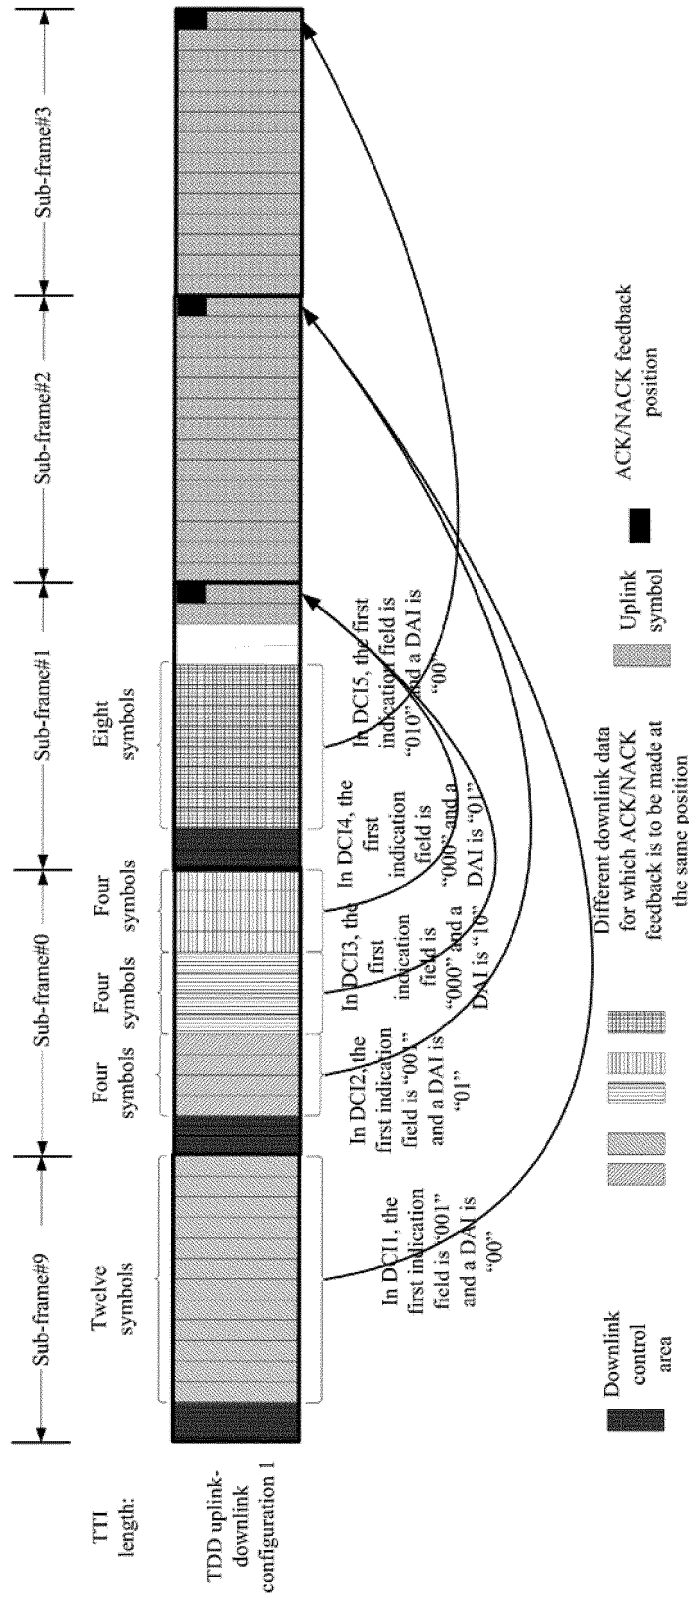 Sub-frame#9
Sub-frame#0
Sub-frame#1
Sub-frame#2
Sub-frame#3
TTI
length:
Twelve
symbols
Four
symbols
Four
symbols
Four
symbols
Eight
symbols
TDD uplink-
downlink
configuration 1
In DCI1, the
first indication
field is “001”
and a DAI is
“00”
In DCI2, the
first indication
field is “001”
and a DAI is
“01”
In DCI3, the
first
indication
field is
“000” and a
DAI is “10”
In DCI4, the
first
indication
field is
“000” and a
DAI is “01”
In DCI5, the first
indication field is
“010” and a DAI is
“00”
Downlink
control
area
Different downlink data
for which ACK/NACK
feedback is to be made at
the same position
Uplink
symbol
ACK/NACK feedback
position